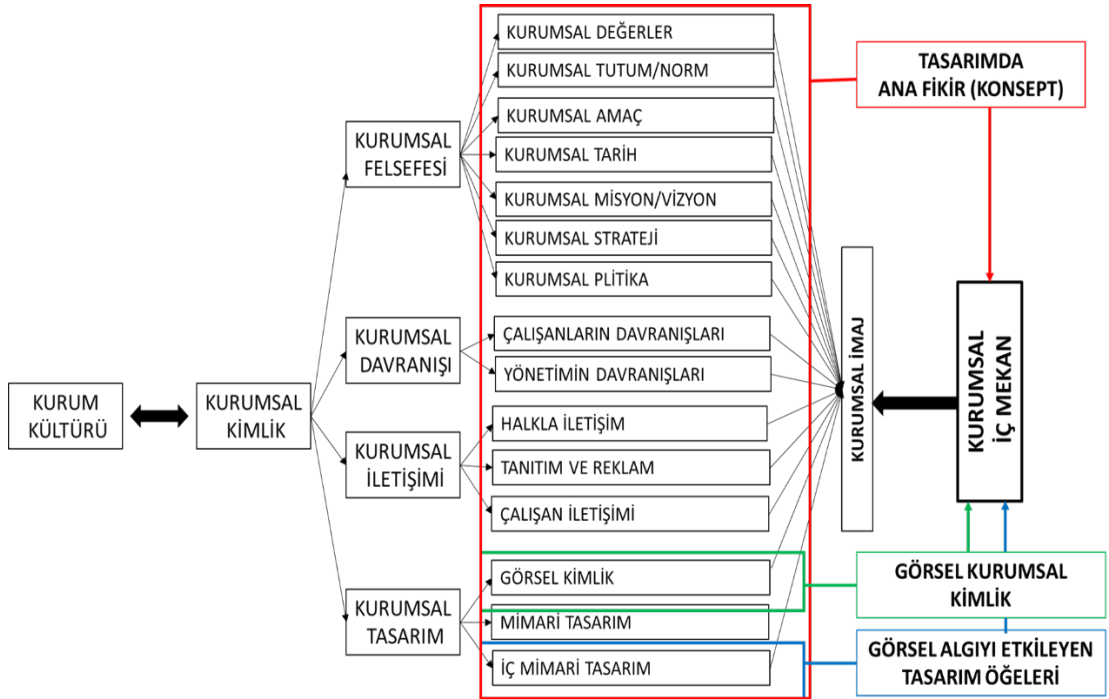 KURUM
KÜLTÜRÜ
KURUMSAL
KİMLİK
KURUMSAL
FELSEFESİ
KURUMSAL
DAVRANIŞI
KURUMSAL
İLETİŞİMİ
KURUMSAL
TASARIM
KURUMSAL DEĞERLER
KURUMSAL TUTUM/NORM
KURUMSAL AMAÇ
KURUMSAL TARİH
KURUMSAL MİSYON/VİZYON
KURUMSAL STRATEJİ
KURUMSAL PLİTİKA
ÇALIŞANLARIN DAVRANIŞLARI
YÖNETİMİN DAVRANIŞLARI
HALKLA İLETİŞİM
TANITIM VE REKLAM
ÇALIŞAN İLETİŞİMİ
GÖRSEL KİMLİK
MİMARİ TASARIM
İÇ MİMARİ TASARIM
KURUMSAL İMAJ
TASARIMDA
ANA FİKİR (KONSEPT)
KURUMSAL
İÇ MEKAN
GÖRSEL KURUMSAL
KİMLİK
GÖRSEL ALGIYI ETKİLEYEN
TASARIM ÖĞELERİ